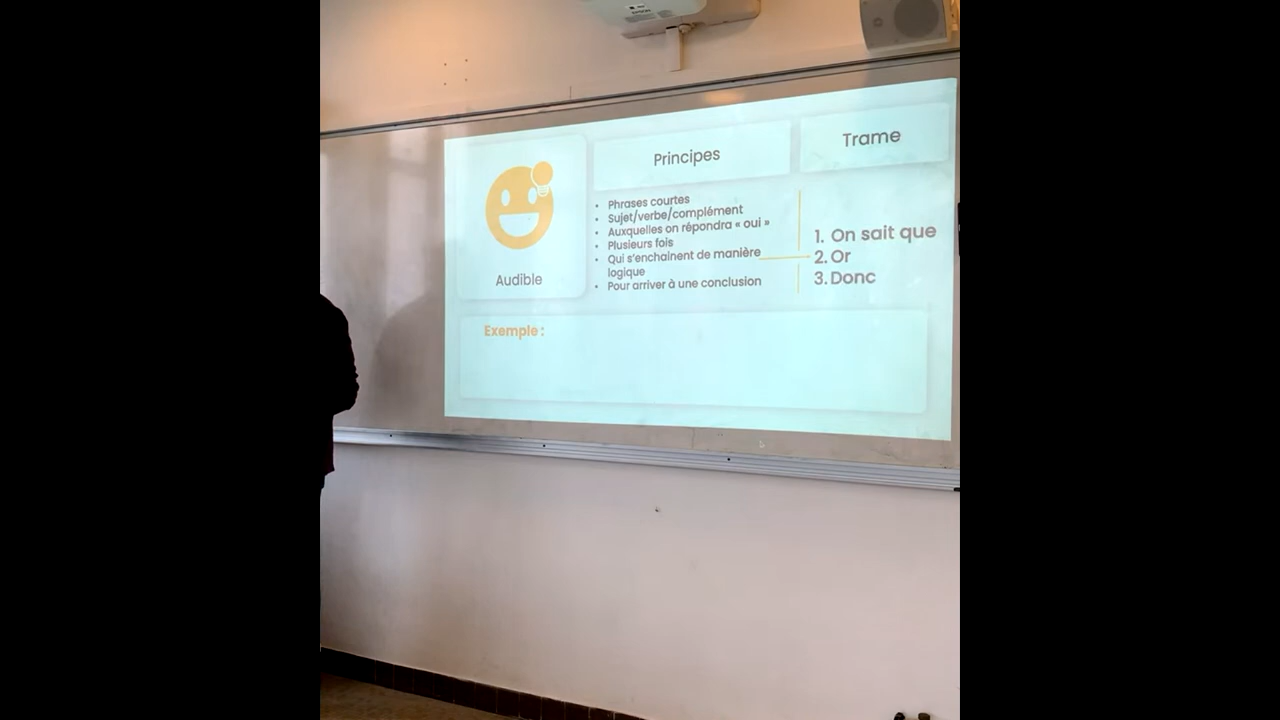 EPSON
Principes
Trame
Phrases courtes
Sujet/verbe/complément
Auxquelles on répondra « oui »
Plusieurs fois
Qui s'enchainent de manière
logique
Pour arriver à une conclusion
1. On sait que
2. Or
3. Donc
Audible
Exemple :